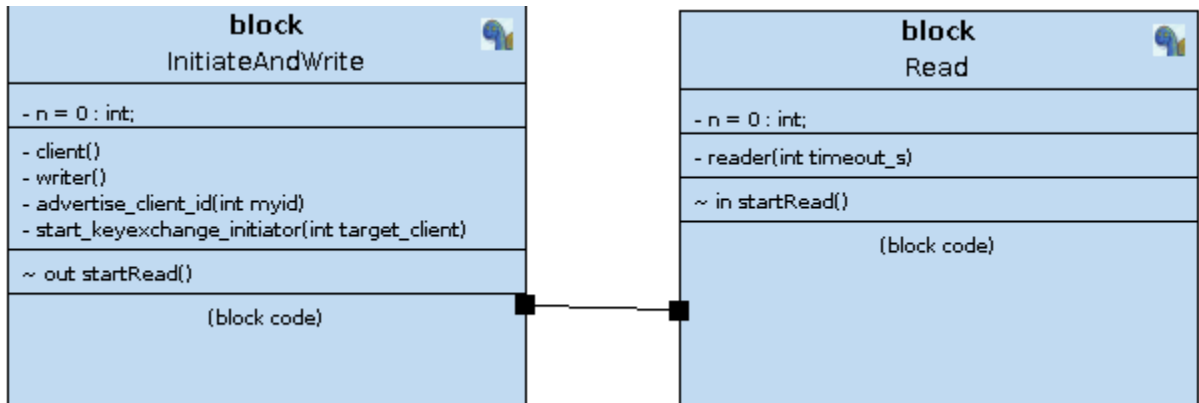 block
InitiateAndWrite
- n = 0 : int;
- client()
- writer()
- advertise_client_id(int myid)
- start_keyexchange_initiator(int target_client)
~ out startRead()
(block code)
block
Read
- n = 0 : int;
- reader(int timeout_s)
~ in startRead()
(block code)